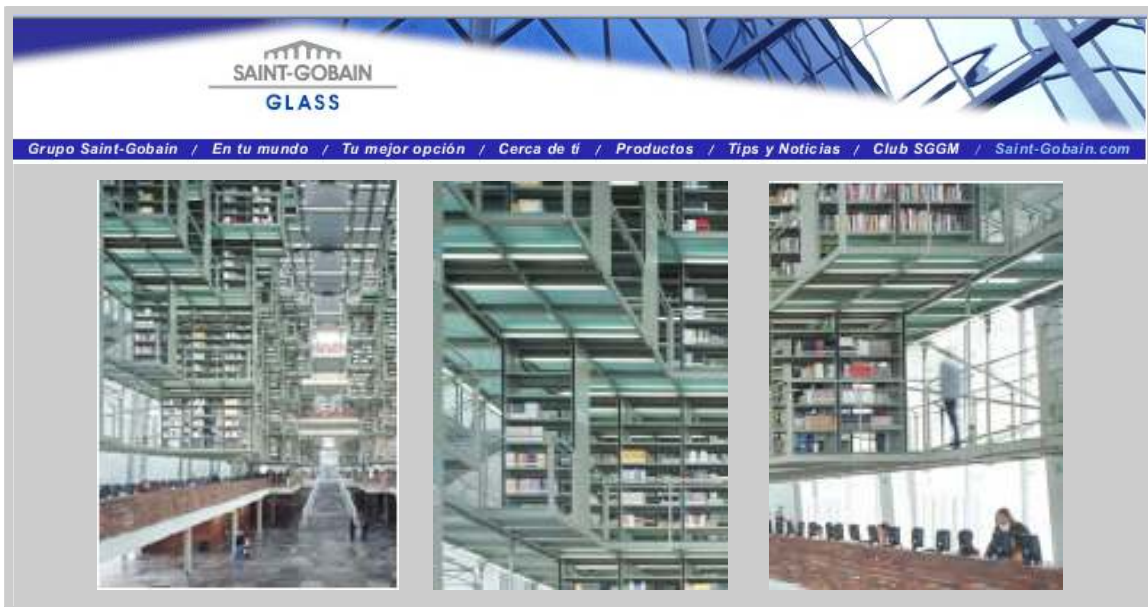 SAINT-GOBAIN
GLASS
Grupo Saint-Gobain / En tu mundo / Tu mejor opción / Cerca de tí / Productos / Tips y Noticias / Club SGGM / Saint-Gobain.com